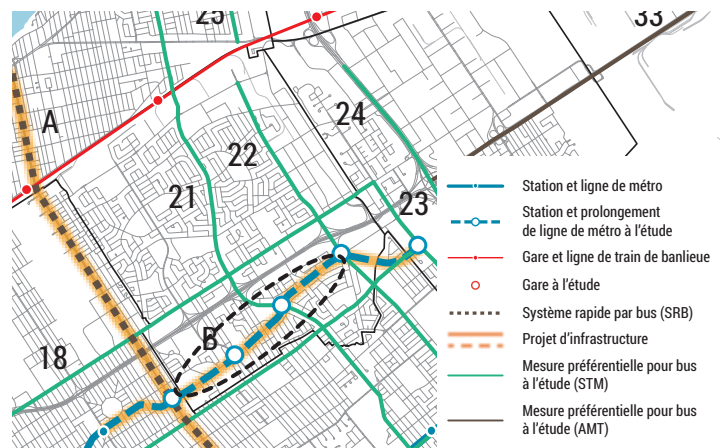 25
33
A
24
22
21
23
B
18
Station et ligne de métro
Station et prolongement
de ligne de métro à l'étude
Gare et ligne de train de banlieue
Gare à l'étude
Système rapide par bus (SRB)
Projet d'infrastructure
Mesure préférentielle pour bus
à l'étude (STM)
Mesure préférentielle pour bus
à l'étude (AMT)